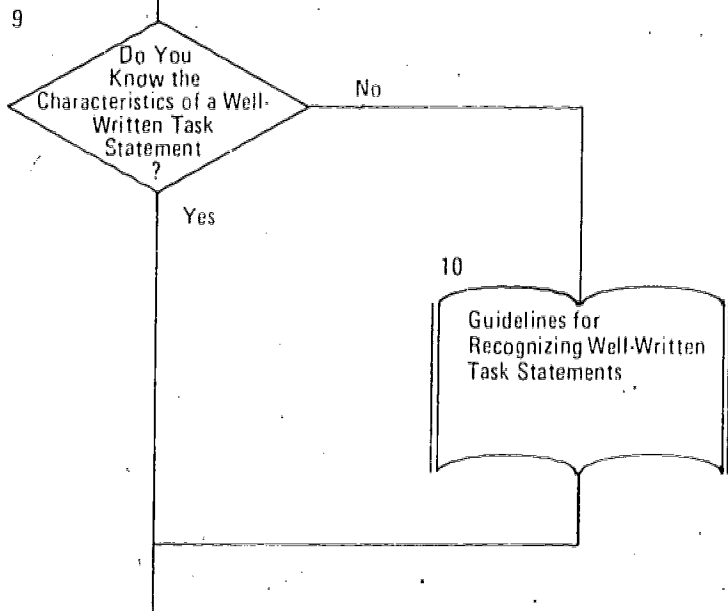 9
Do You
Know the
Characteristics of a Well-
Written Task
Statement
?
No
Yes
10
Guidelines for
Recognizing Well-Written
Task Statements